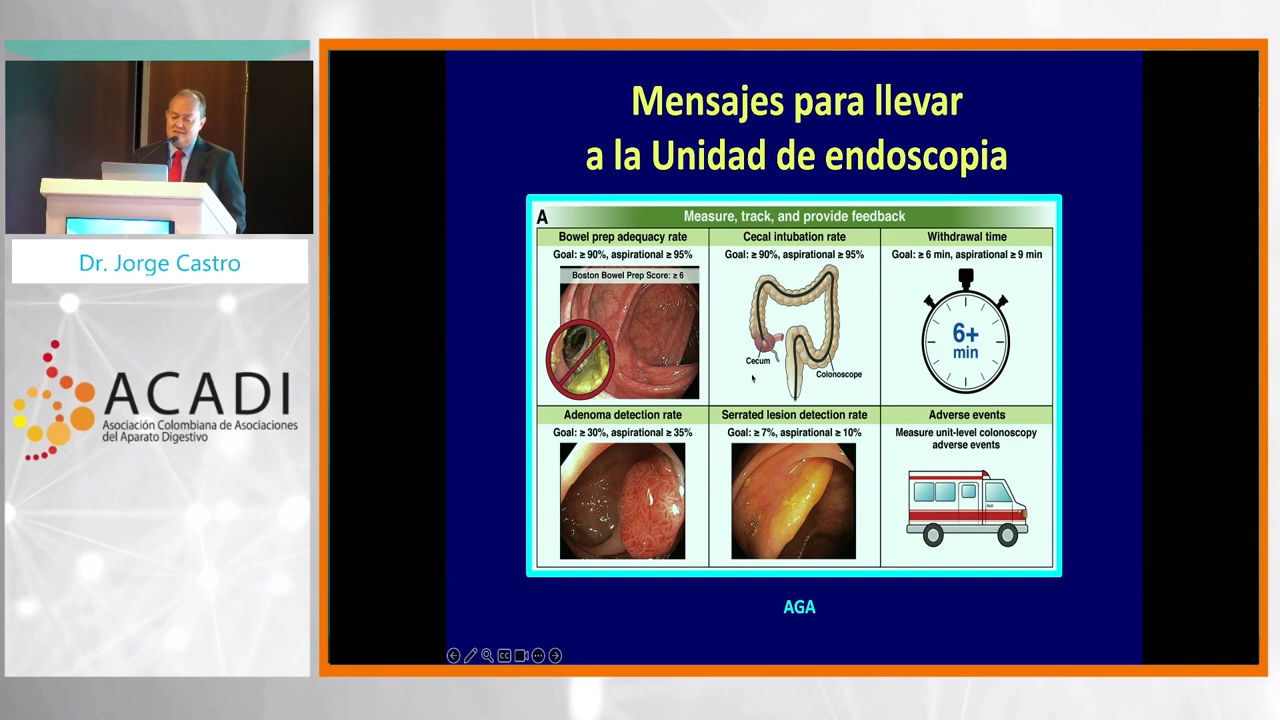 Dr. Jorge Castro
ACADI
Asociación Colombiana de Asociaciones
del Aparato Digestivo
Mensajes para llevar
a la Unidad de endoscopia
A
Measure, track, and provide feedback
Bowel prep adequacy rate
Goal: ≥ 90%, aspirational ≥ 95%
Boston Bowel Prep Score: ≥ 6
Cecal intubation rate
Goal: ≥ 90%, aspirational ≥ 95%
Cecum
Colonoscope
Withdrawal time
Goal: ≥ 6 min, aspirational ≥ 9 min
6+
min
Adenoma detection rate
Goal: ≥ 30%, aspirational ≥ 35%
Serrated lesion detection rate
Goal: ≥ 7%, aspirational ≥ 10%
Adverse events
Measure unit-level colonoscopy
adverse events
AGA
CC